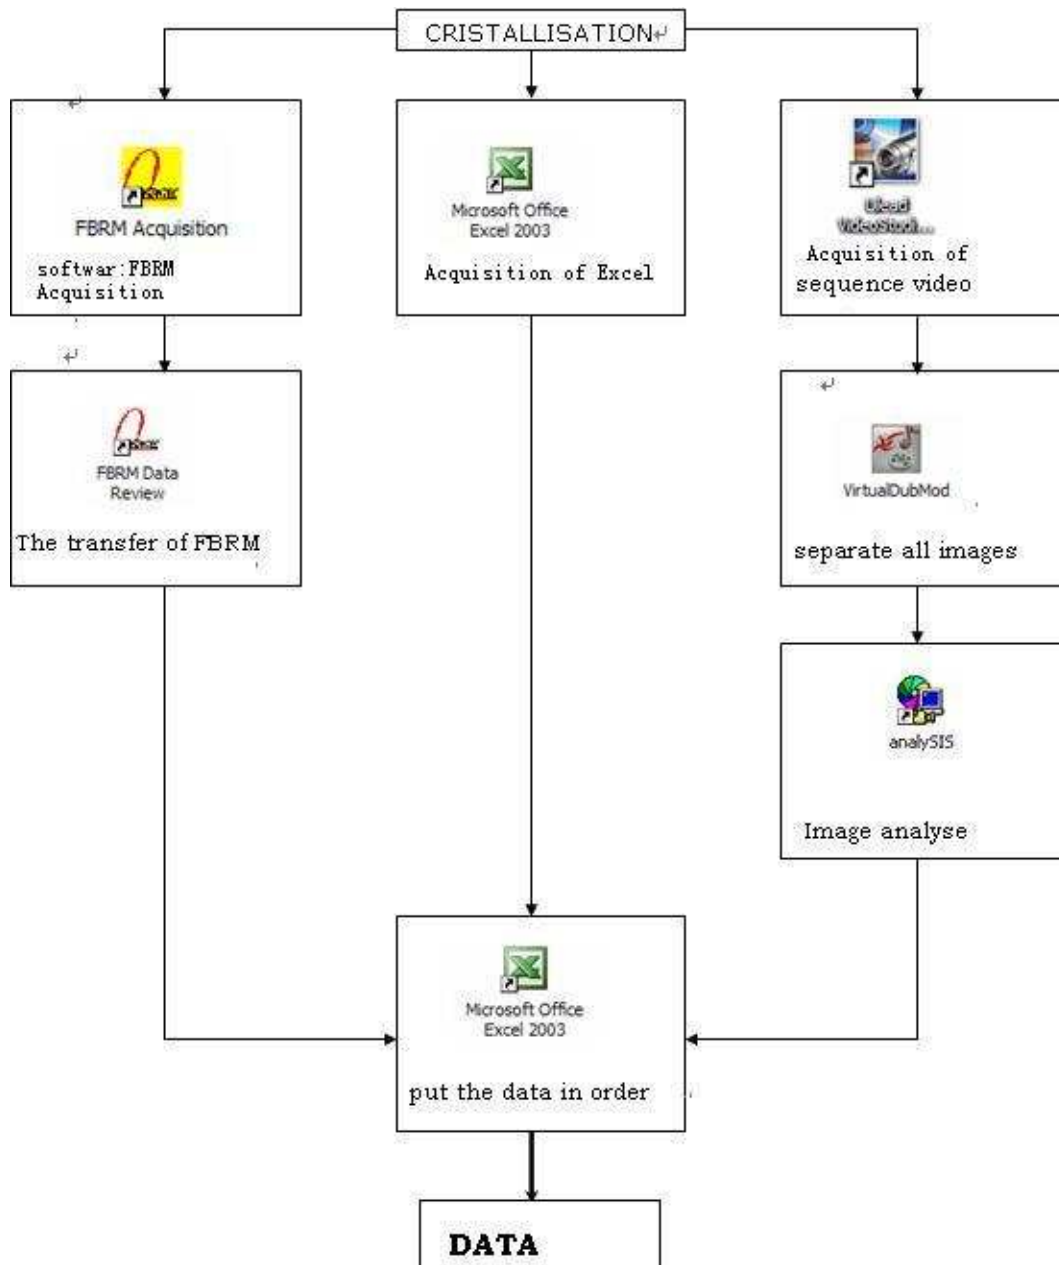 CRISTALLISATION
FBRM Acquisition
softwar:FBRM
Acquisition
Microsoft Office
Excel 2003
Acquisition of Excel
Ulead
VideoStudi...
Acquisition of
sequence video
FBRM Data
Review
The transfer of FBRM
VirtualDubMod
separate all images
analySIS
Image analyse
Microsoft Office
Excel 2003
put the data in order
DATA